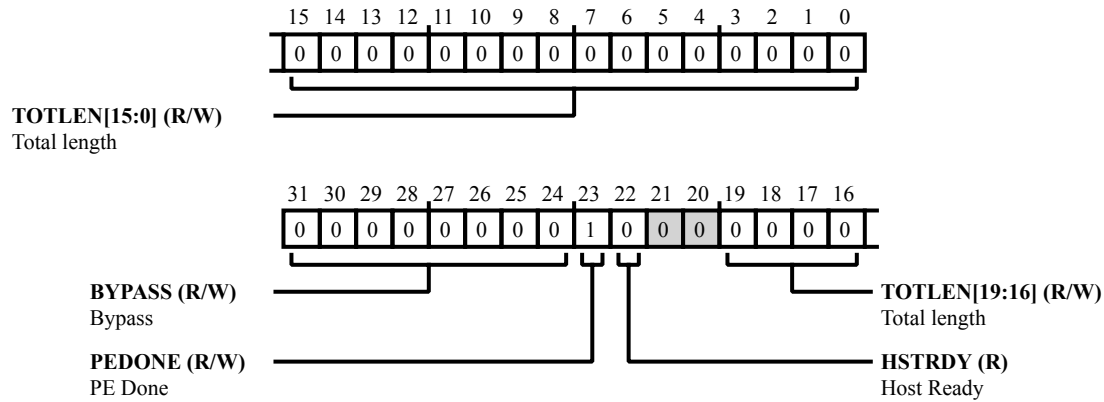 15 14 13 12 11 10 9 8 7 6 5 4 3 2 1 0
0 0 0 0 0 0 0 0 0 0 0 0 0 0 0 0
TOTLEN[15:0] (R/W)
Total length
31 30 29 28 27 26 25 24 23 22 21 20 19 18 17 16
0 0 0 0 0 0 0 0 1 0 0 0 0 0 0 0
BYPASS (R/W)
Bypass
TOTLEN[19:16] (R/W)
Total length
PEDONE (R/W)
PE Done
HSTRDY (R)
Host Ready